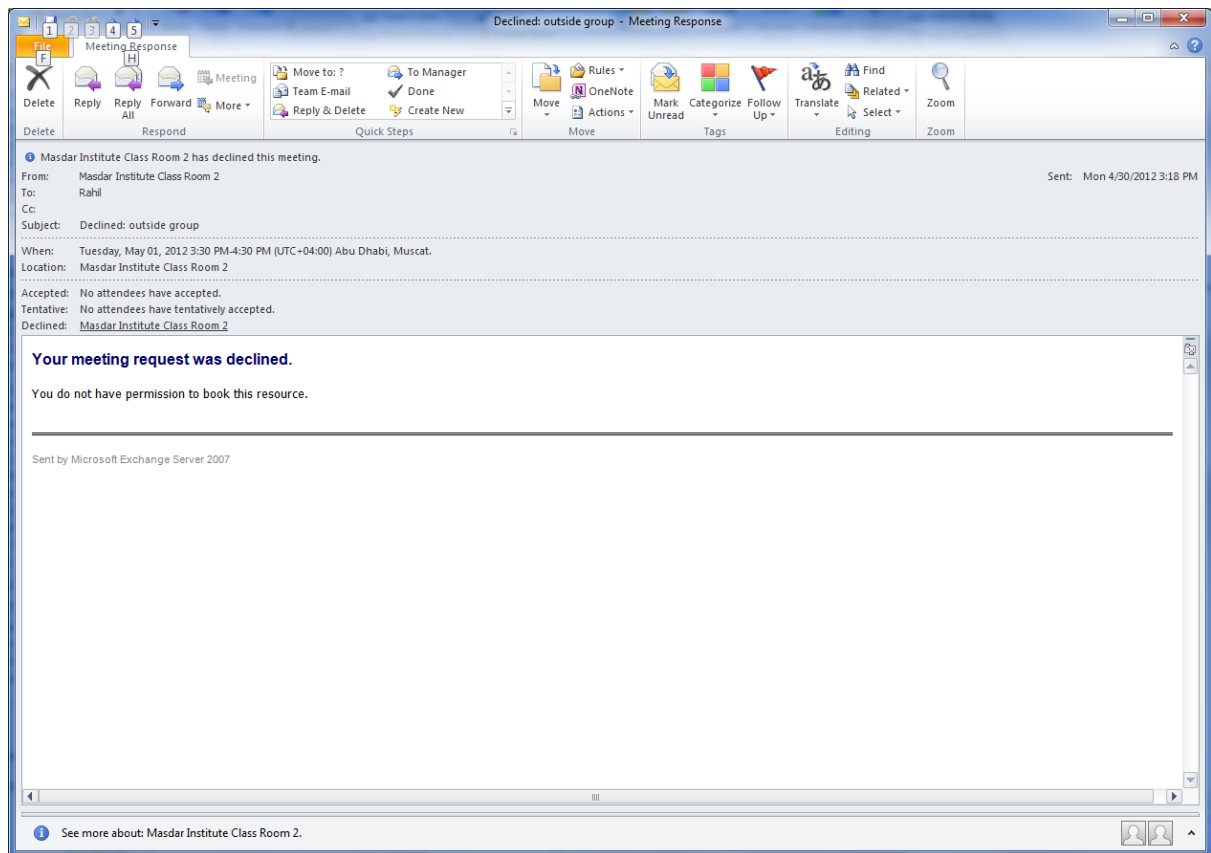 Declined: outside group - Meeting Response
1 2 3 4 5
File Meeting Response
F H
Delete Reply Reply All Forward Meeting More
Move to: ? To Manager
Team E-mail Done
Reply & Delete Create New
Move Rules OneNote Actions
Mark Unread Categorize Follow Up
Translate Find Related Select
Zoom
Delete Respond Quick Steps Move Tags Editing Zoom
Masdar Institute Class Room 2 has declined this meeting.
From: Masdar Institute Class Room 2 Sent: Mon 4/30/2012 3:18 PM
To: Rahil
Cc:
Subject: Declined: outside group
When: Tuesday, May 01, 2012 3:30 PM-4:30 PM (UTC+04:00) Abu Dhabi, Muscat.
Location: Masdar Institute Class Room 2
Accepted: No attendees have accepted.
Tentative: No attendees have tentatively accepted.
Declined: Masdar Institute Class Room 2
Your meeting request was declined.
You do not have permission to book this resource.
Sent by Microsoft Exchange Server 2007
See more about: Masdar Institute Class Room 2.